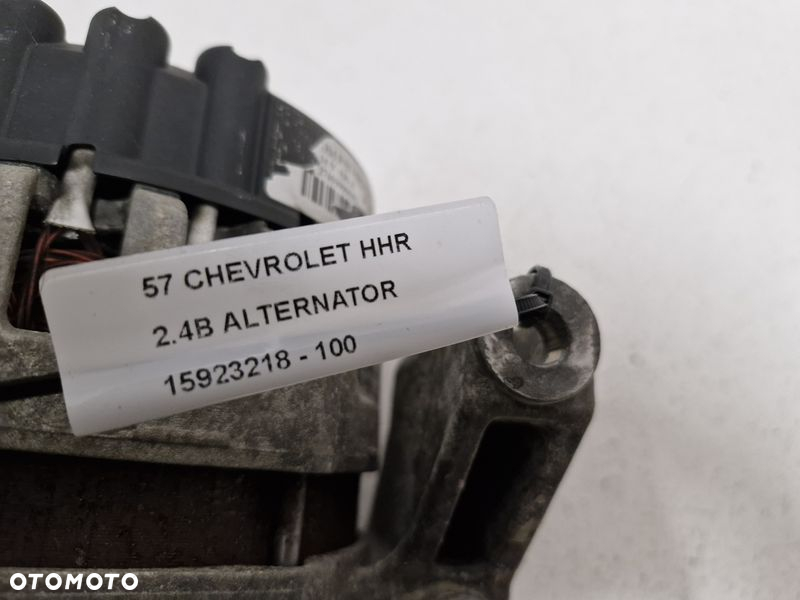 57 CHEVROLET HHR
2.4B ALTERNATOR
15923218 - 100
OTOMOTO